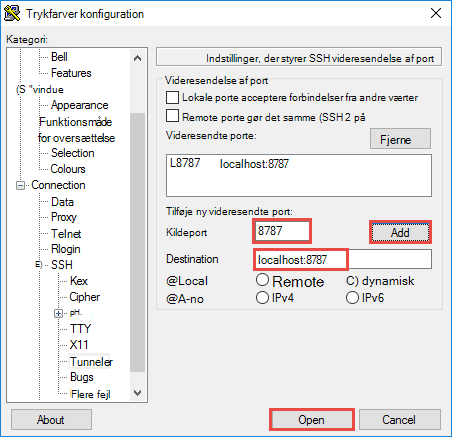 Trykfarver konfiguration
Kategori:
Bell
Features
(S "vindue
Appearance
Funktionsmåde
for oversættelse
Selection
Colours
Connection
Data
Proxy
Telnet
Rlogin
E) SSH
Kex
Cipher
pH.
TTY
X11
Tunneler
Bugs
Flere fejl
Indstillinger, der styrer SSH videresendelse af port
Videresendelse af port
Lokale porte acceptere forbindelser fra andre værter
Remote porte gør det samme (SSH 2 på
Videresendte porte:
Fjerne
L8787 localhost:8787
Tilføje ny videresendte port:
Kildeport 8787 Add
Destination localhost:8787
@Local Remote C) dynamisk
@A-no IPv4 IPv6
About Open Cancel